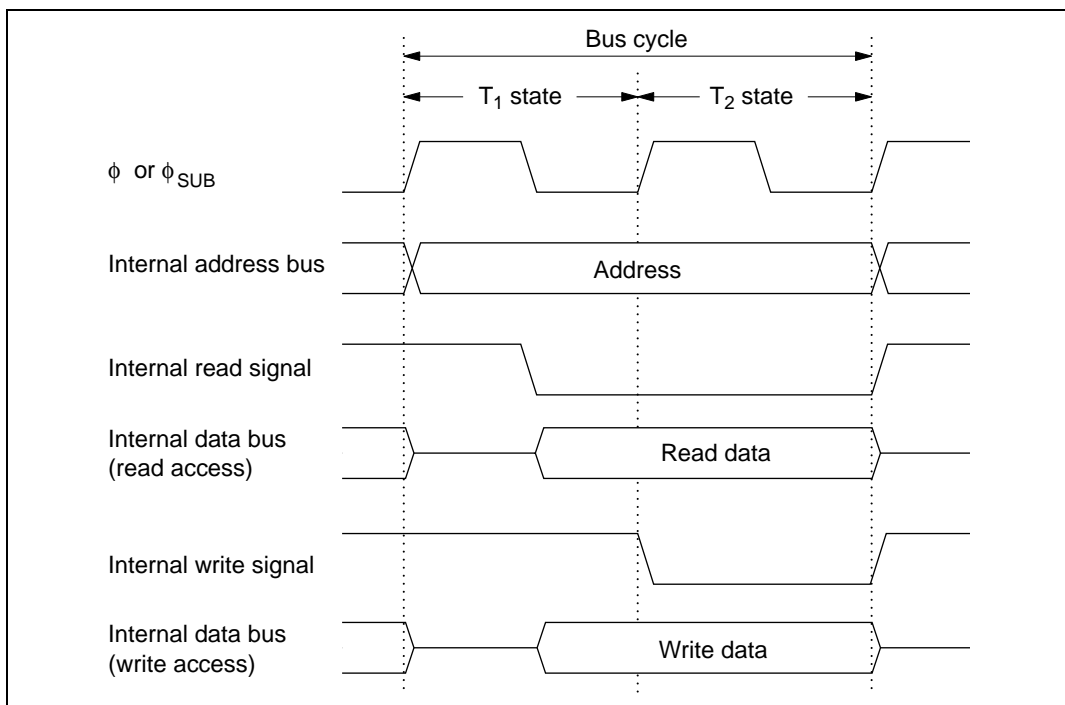 Bus cycle
T₁ state
T₂ state
ϕ or ϕSUB
Internal address bus
Address
Internal read signal
Internal data bus
(read access)
Read data
Internal write signal
Internal data bus
(write access)
Write data